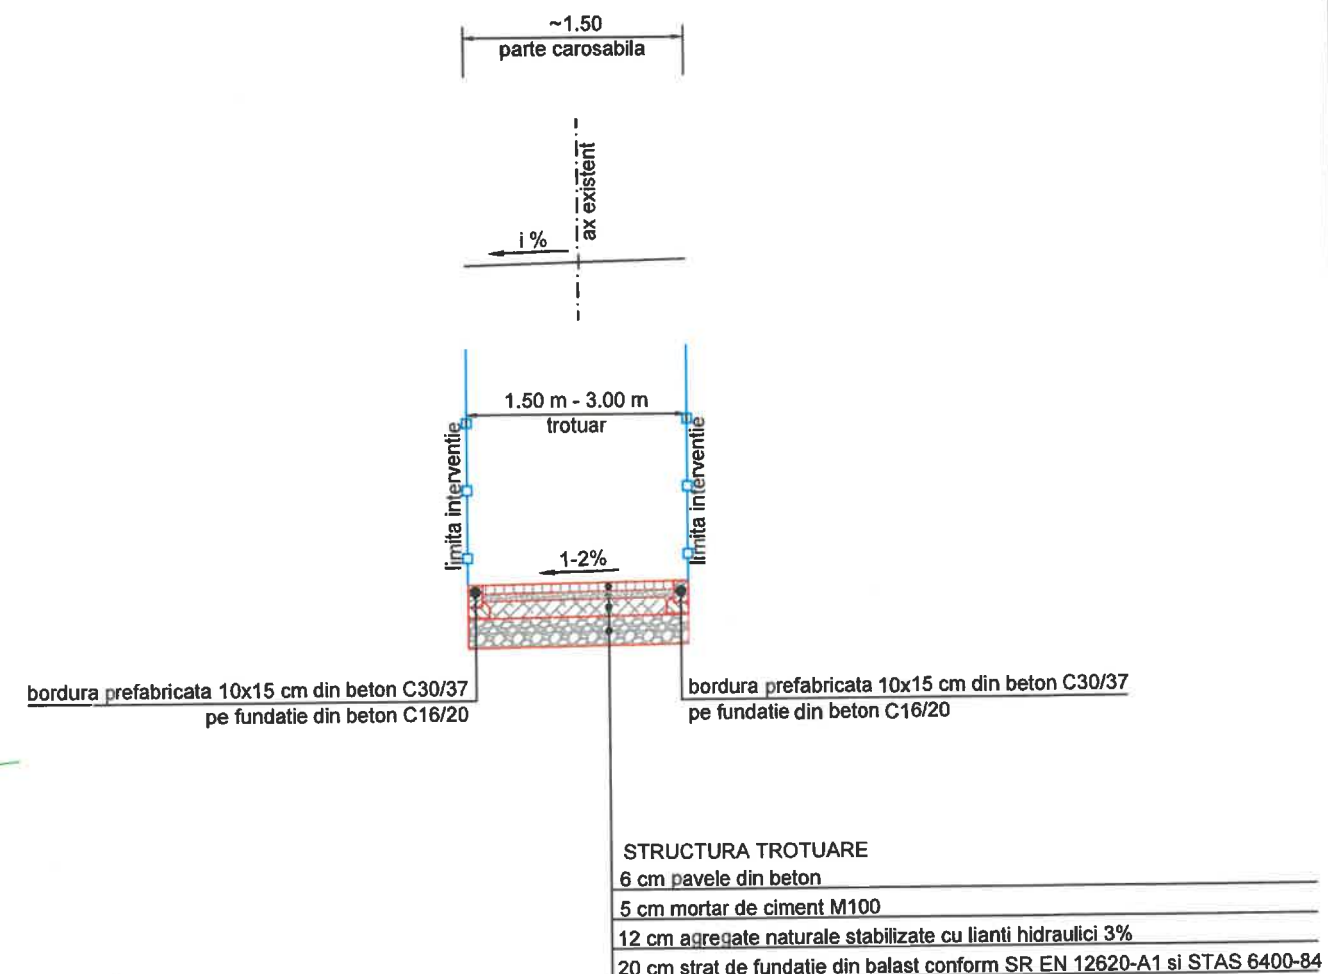 ~1.50
parte carosabila
ax existent
i %
1.50 m - 3.00 m
trotuar
limita interventie
limita interventie
1-2%
bordura prefabricata 10x15 cm din beton C30/37
pe fundatie din beton C16/20
bordura prefabricata 10x15 cm din beton C30/37
pe fundatie din beton C16/20
STRUCTURA TROTUARE
6 cm pavele din beton
5 cm mortar de ciment M100
12 cm agregate naturale stabilizate cu lianti hidraulici 3%
20 cm strat de fundatie din balast conform SR EN 12620-A1 si STAS 6400-84